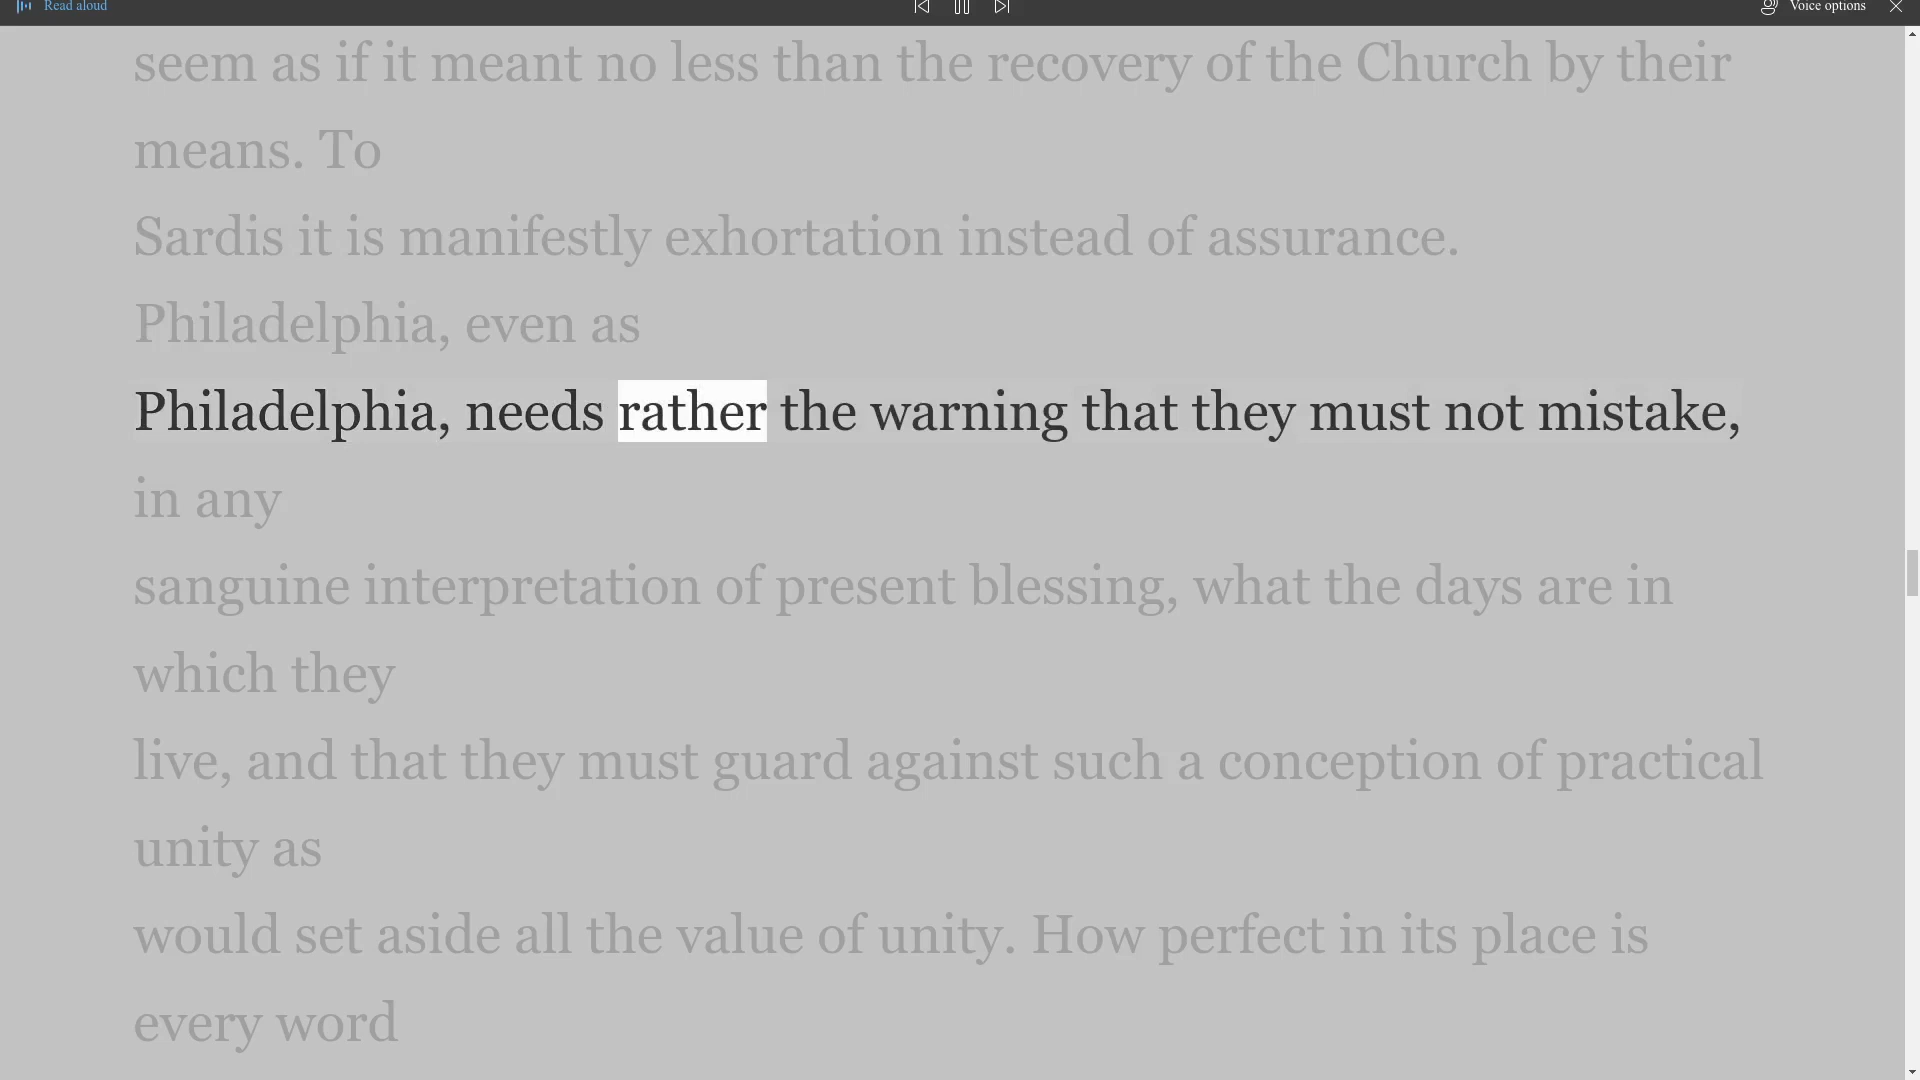 Read aloud
Voice options
seem as if it meant no less than the recovery of the Church by their
means. To
Sardis it is manifestly exhortation instead of assurance.
Philadelphia, even as
Philadelphia, needs rather the warning that they must not mistake,
in any
sanguine interpretation of present blessing, what the days are in
which they
live, and that they must guard against such a conception of practical
unity as
would set aside all the value of unity. How perfect in its place is
every word